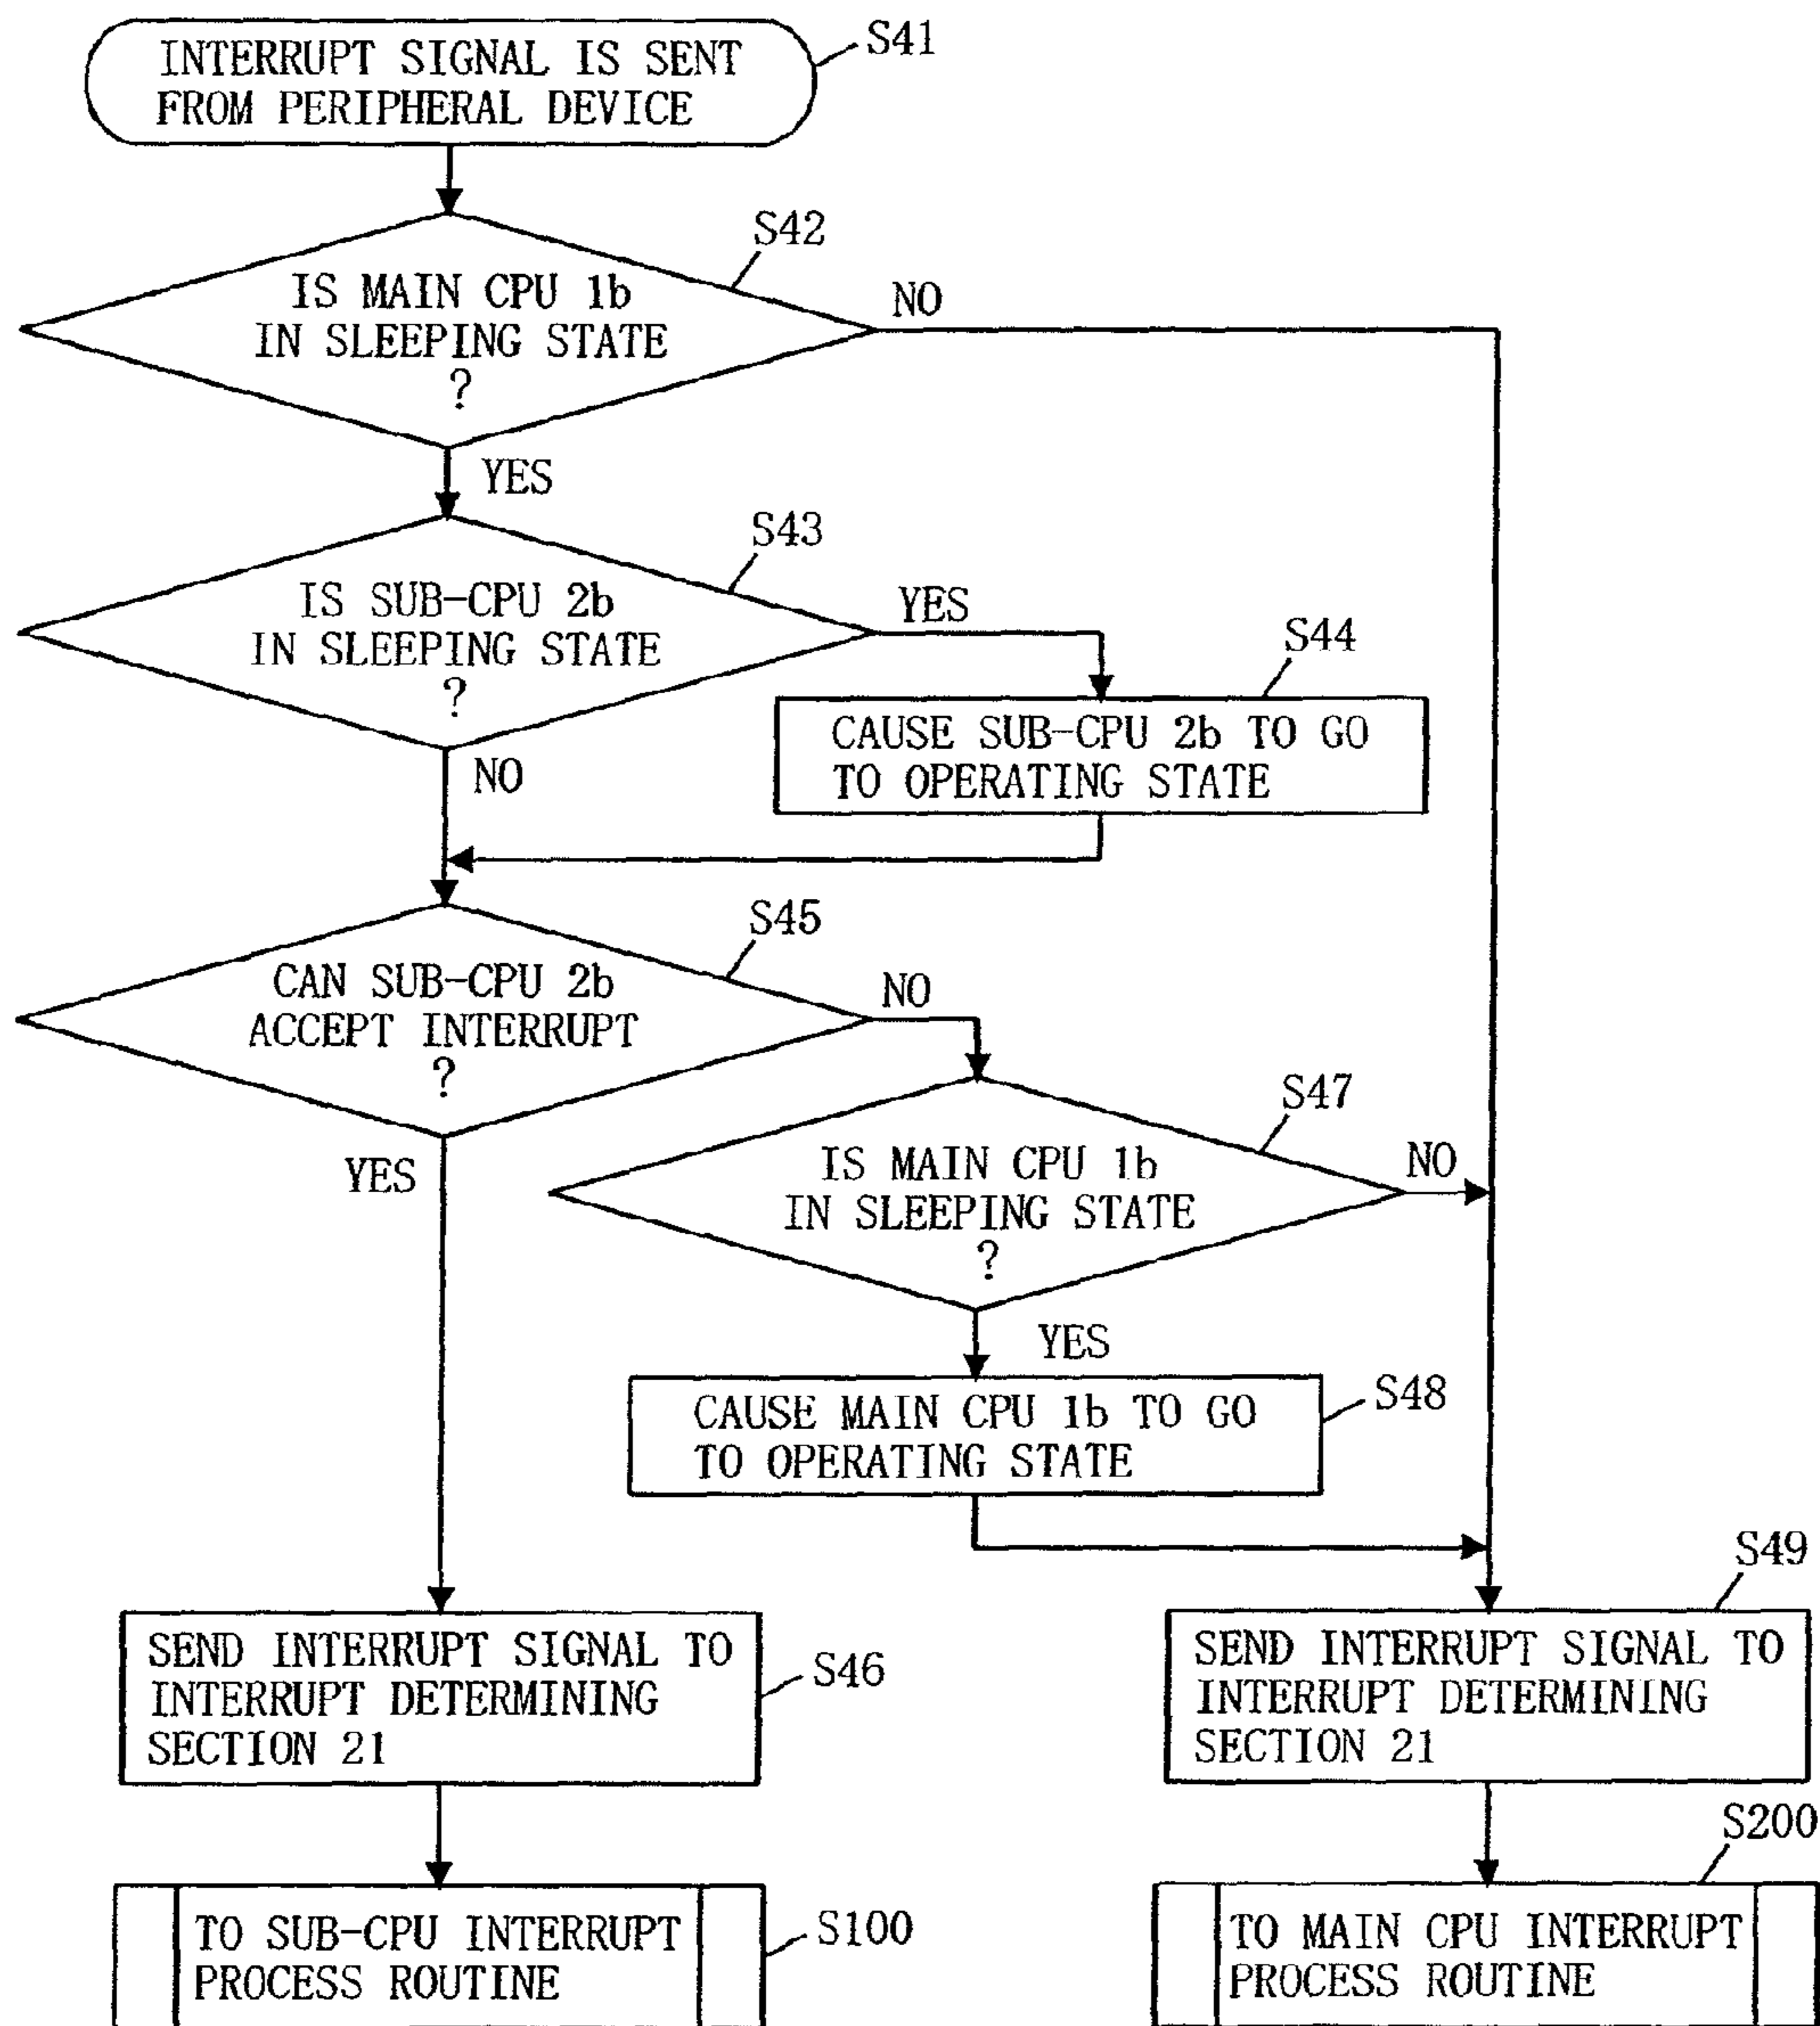 INTERRUPT SIGNAL IS SENT
FROM PERIPHERAL DEVICE
S41
S42
IS MAIN CPU 1b
IN SLEEPING STATE
?
NO
YES
S43
IS SUB-CPU 2b
IN SLEEPING STATE
?
YES
NO
S44
CAUSE SUB-CPU 2b TO GO
TO OPERATING STATE
S45
CAN SUB-CPU 2b
ACCEPT INTERRUPT
?
NO
YES
S47
IS MAIN CPU 1b
IN SLEEPING STATE
?
NO
YES
CAUSE MAIN CPU 1b TO GO
TO OPERATING STATE
S48
SEND INTERRUPT SIGNAL TO
INTERRUPT DETERMINING
SECTION 21
S46
S49
SEND INTERRUPT SIGNAL TO
INTERRUPT DETERMINING
SECTION 21
TO SUB-CPU INTERRUPT
PROCESS ROUTINE
S100
S200
TO MAIN CPU INTERRUPT
PROCESS ROUTINE